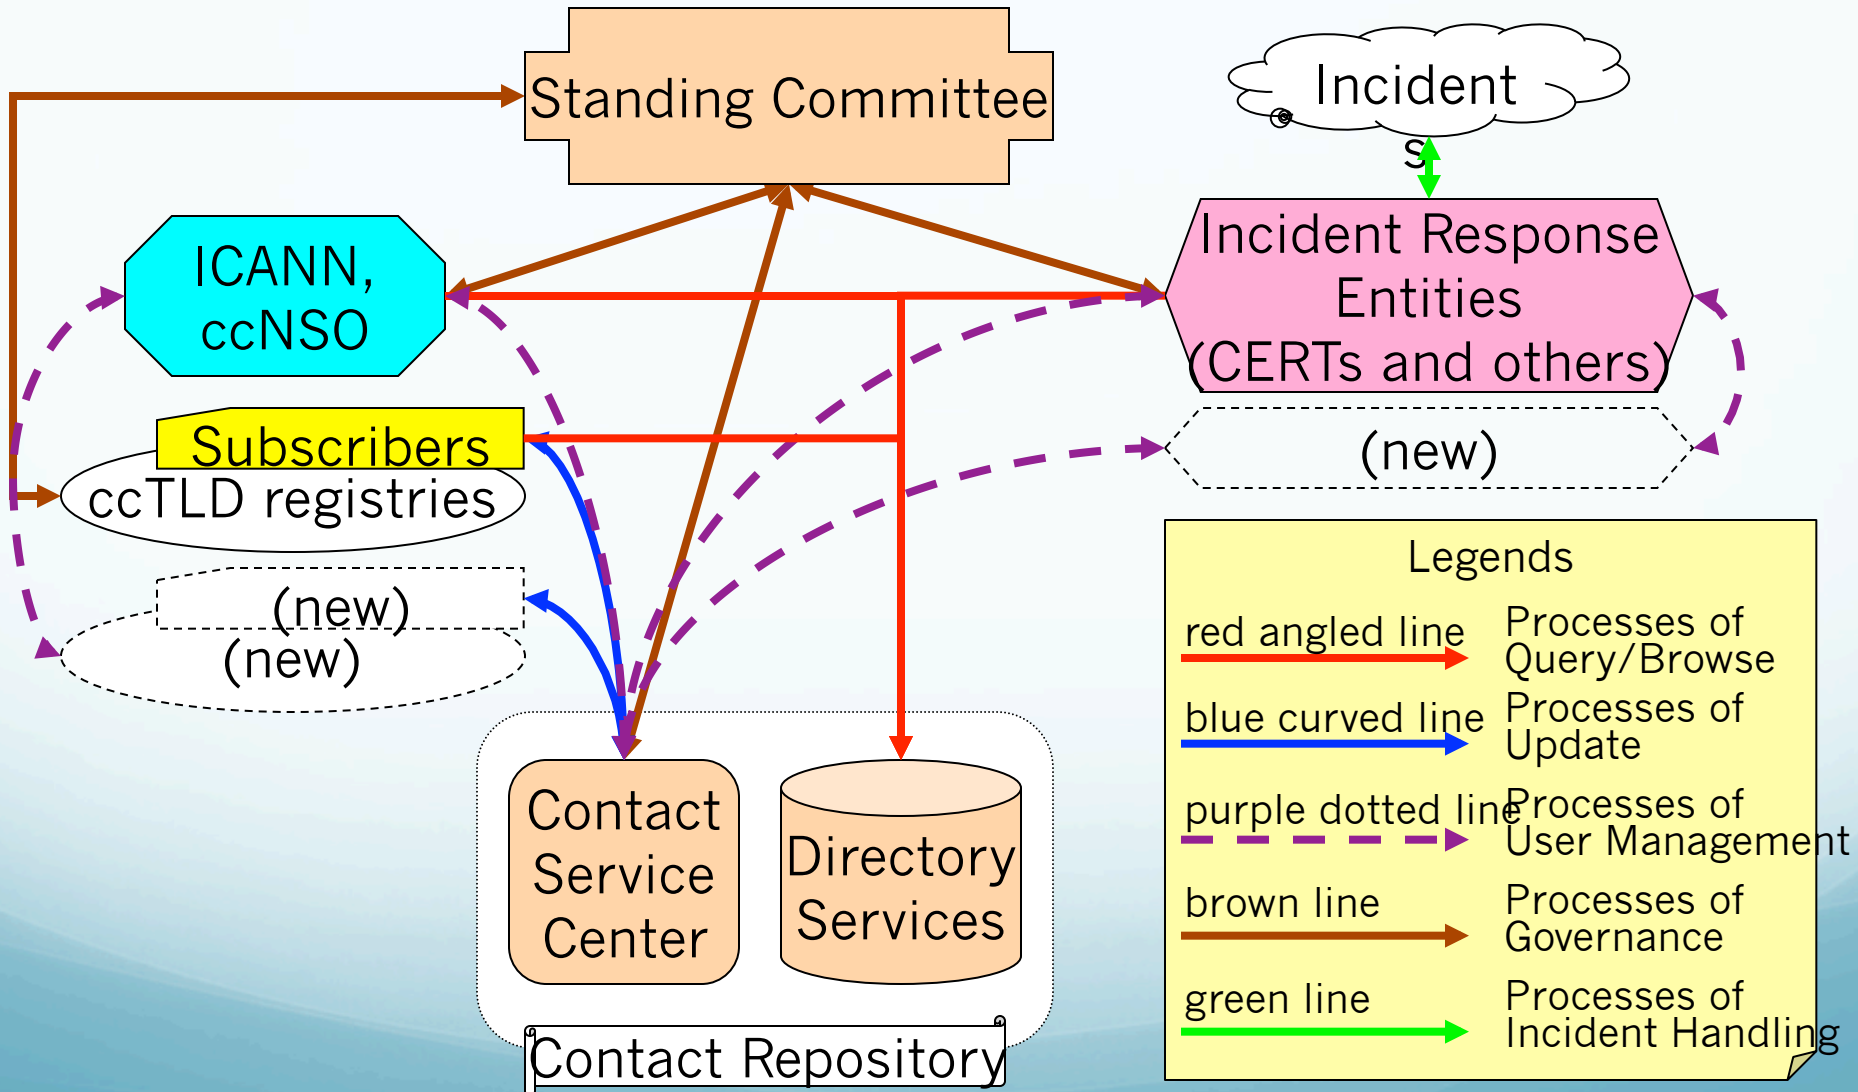 Standing Committee
Incident
s
ICANN,
ccNSO
Incident Response
Entities
(CERTs and others)
Subscribers
ccTLD registries
(new)
(new)
(new)
Contact
Service
Center
Directory
Services
Contact Repository
Legends
red angled line
Processes of
Query/Browse
blue curved line
Processes of
Update
purple dotted line
Processes of
User Management
brown line
Processes of
Governance
green line
Processes of
Incident Handling